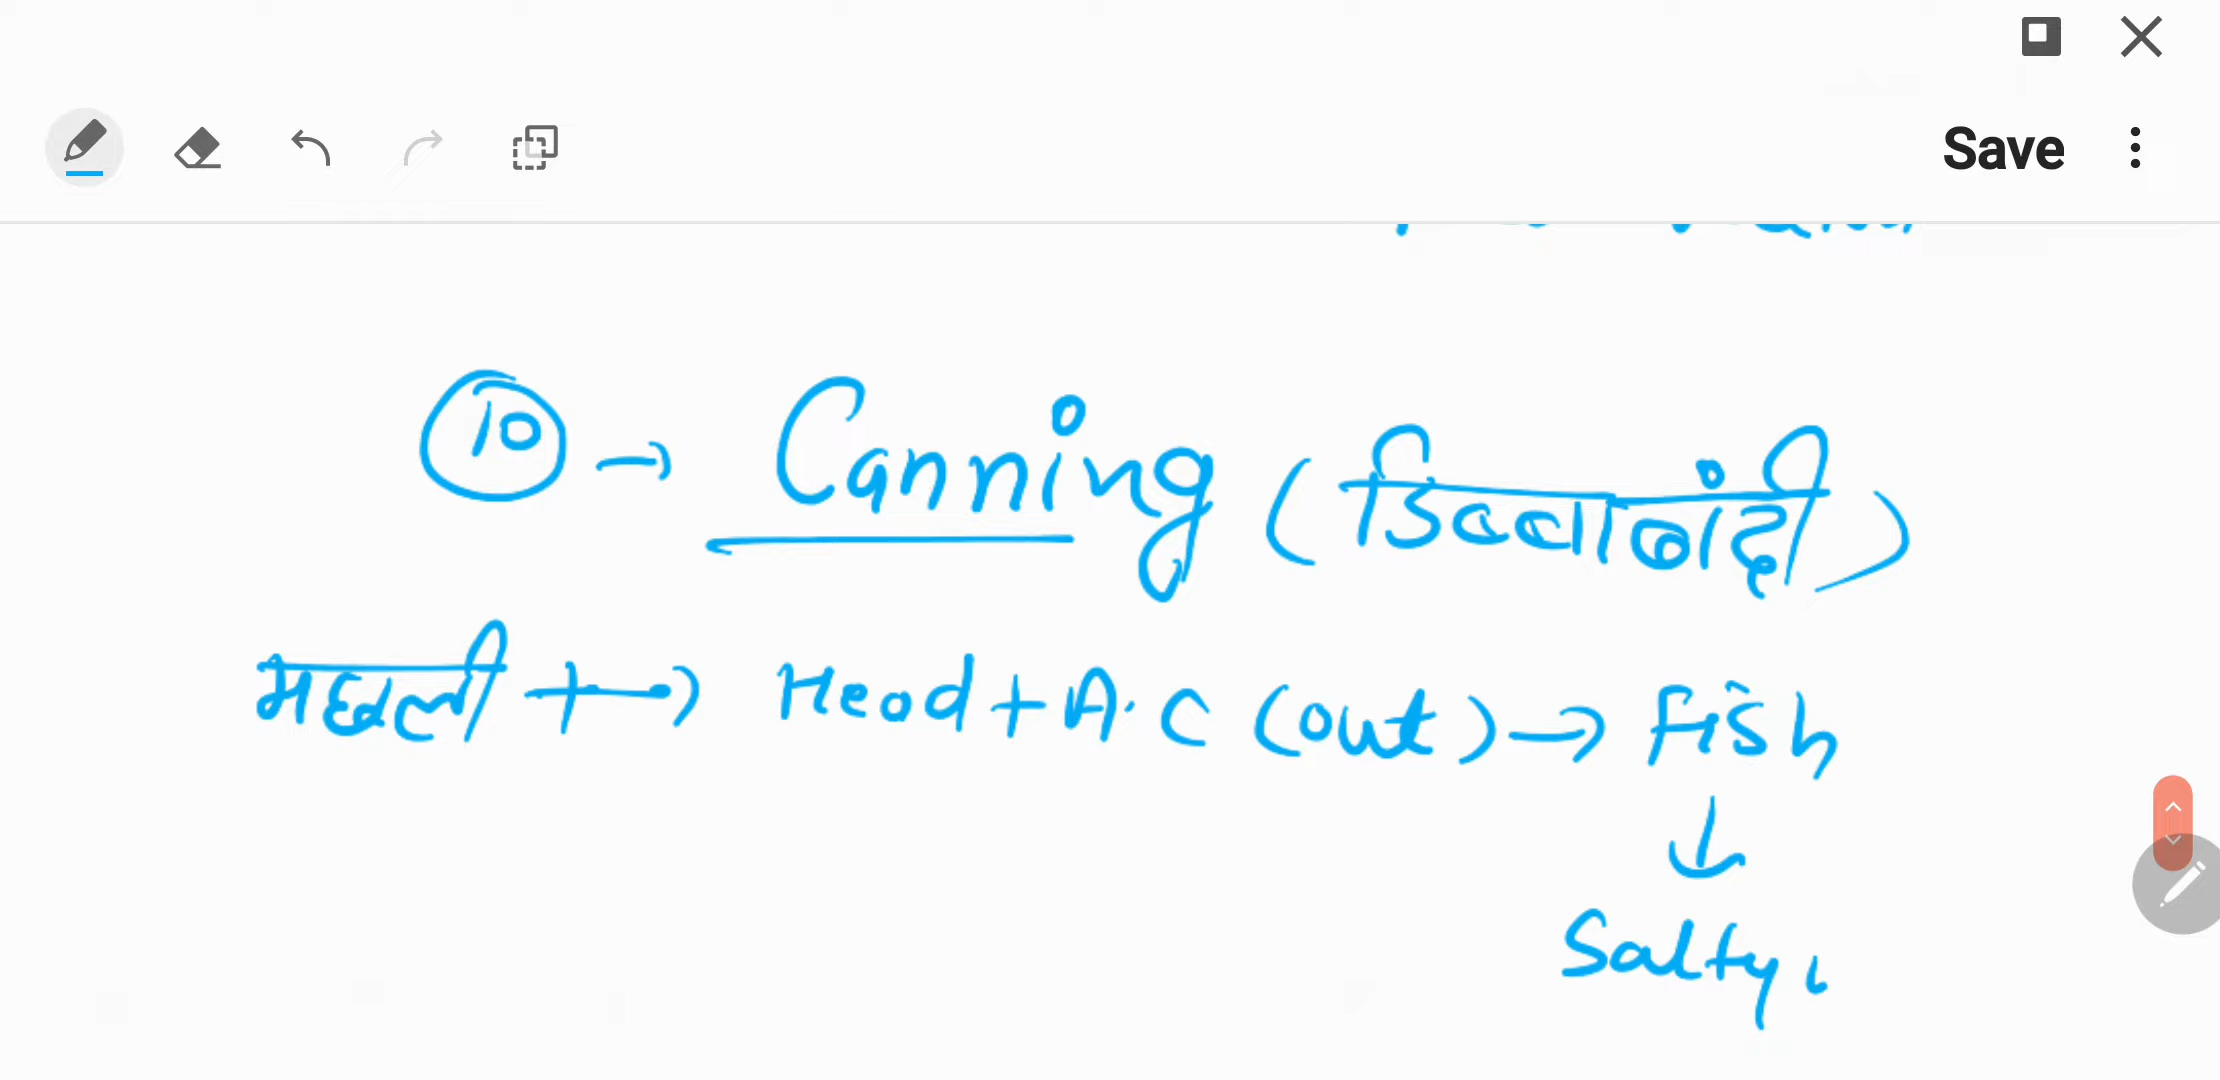 Save
10 → Canning (डिब्बाबांदी)
मछली +→ Head + A.C (out) → Fish
↓
Salty